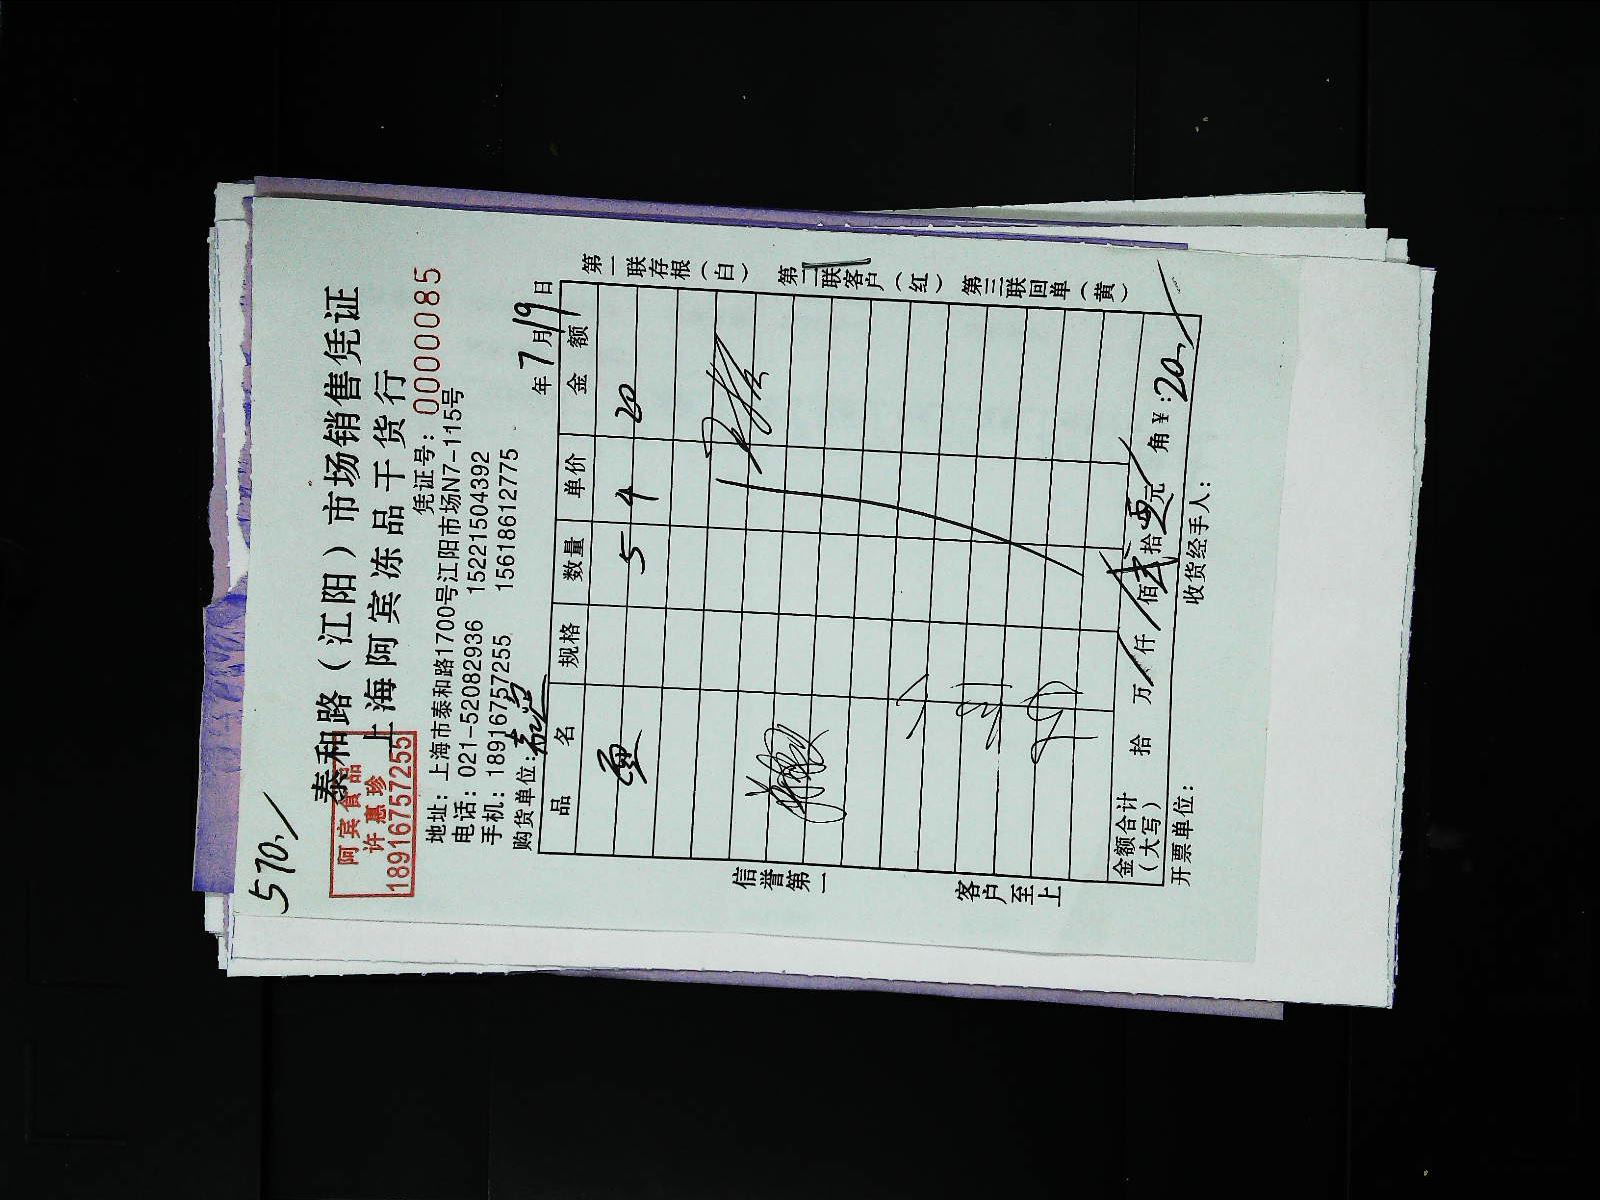 570.
泰和路（江阳）市场销售凭证
上海阿宾冻品干货行
阿宾食品
许惠珍
18916757255
凭证号：0000085
地址：上海市泰和路1700号江阳市场N7-115号
电话：021-52082936 15221504392
手机：18916757255 15618612775
购货单位： 年7月19日
品名 规格 数量 单价 金额
5 4 20
第一联存根（白）
第二联客户（红）
第三联回单（黄）
信誉第一
客户至上
金额合计（大写） 拾 万 仟 佰 贰拾 元 角 ¥:20.
开票单位： 收货经手人：